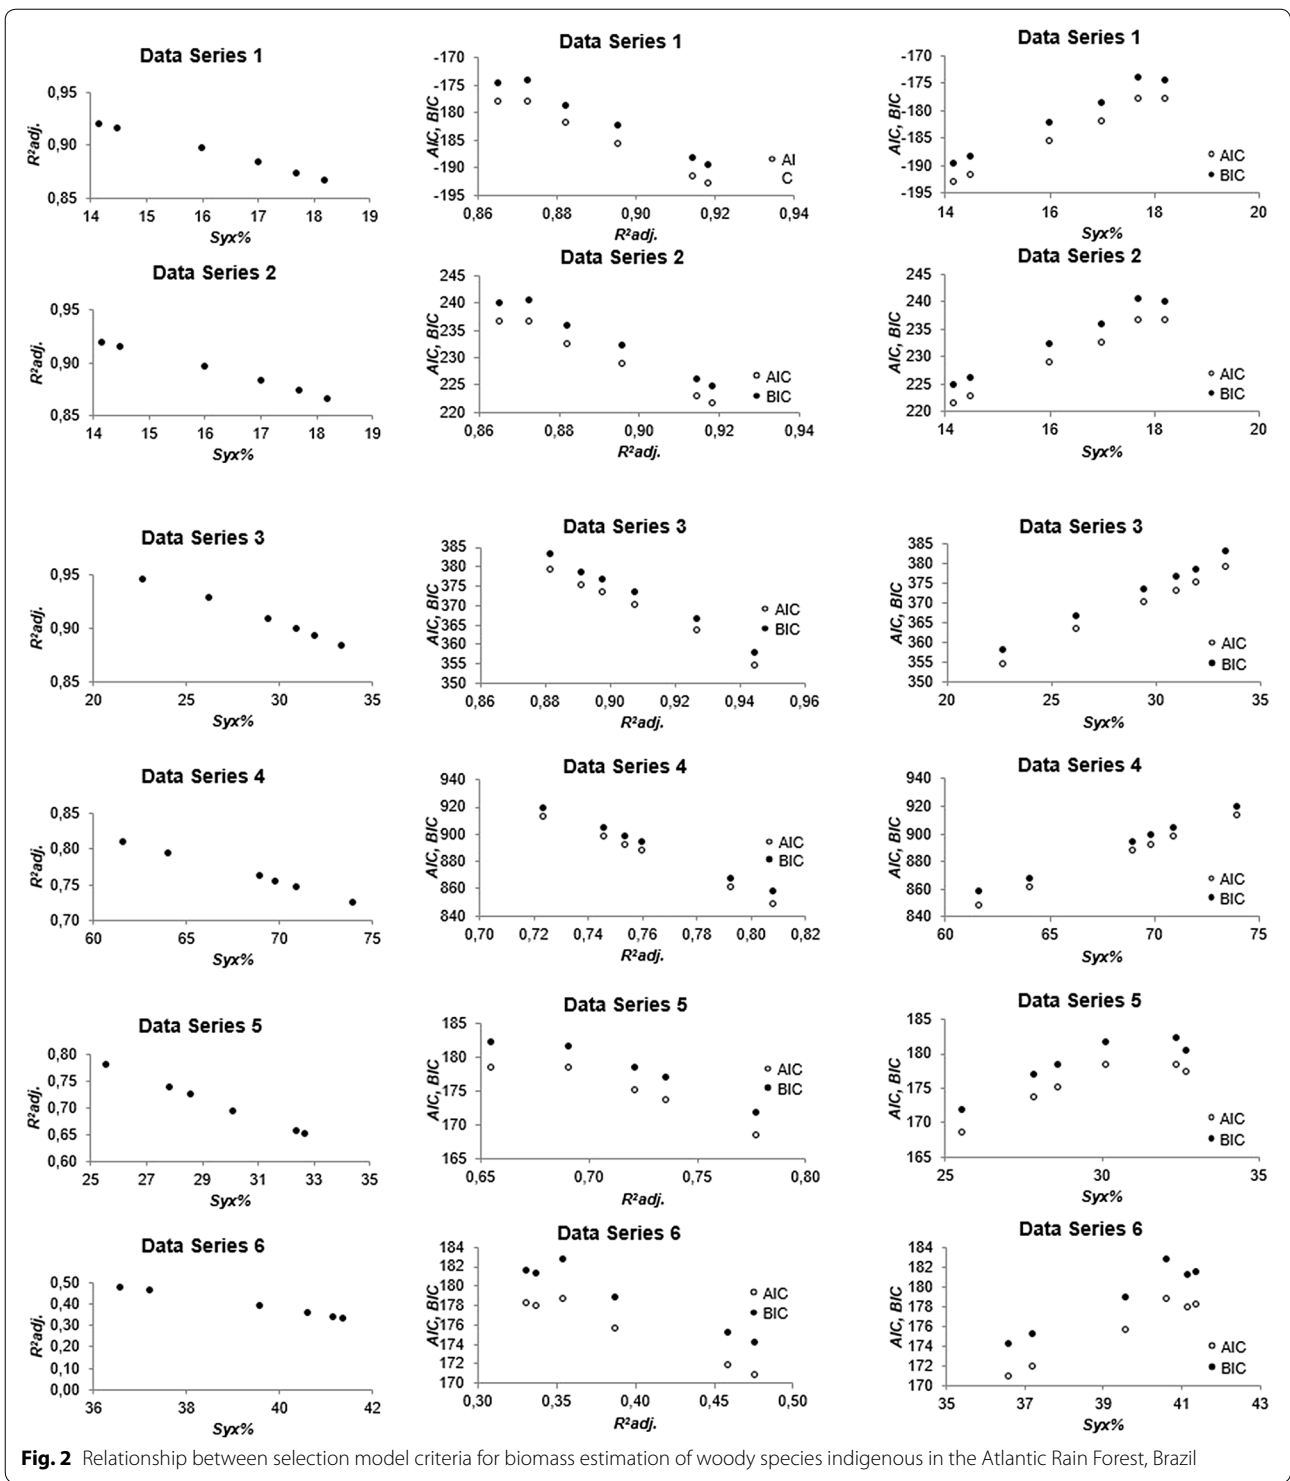 Data Series 1
R²adj.
0,95
0,90
0,85
14 15 16 17 18 19
Syx%
Data Series 1
AIC, BIC
-170
-175
-180
-185
-190
-195
0,86 0,88 0,90 0,92 0,94
R²adj.
AI
C
Data Series 1
AIC, BIC
-170
-175
-180
-185
-190
-195
14 16 18 20
Syx%
AIC
BIC
Data Series 2
R²adj.
0,95
0,90
0,85
14 15 16 17 18 19
Syx%
Data Series 2
AIC, BIC
245
240
235
230
225
220
0,86 0,88 0,90 0,92 0,94
R²adj.
AIC
BIC
Data Series 2
AIC, BIC
245
240
235
230
225
220
14 16 18 20
Syx%
AIC
BIC
Data Series 3
R²adj.
0,95
0,90
0,85
20 25 30 35
Syx%
Data Series 3
AIC, BIC
385
380
375
370
365
360
355
350
0,86 0,88 0,90 0,92 0,94 0,96
R²adj.
AIC
BIC
Data Series 3
AIC, BIC
385
380
375
370
365
360
355
350
20 25 30 35
Syx%
AIC
BIC
Data Series 4
R²adj.
0,85
0,80
0,75
0,70
60 65 70 75
Syx%
Data Series 4
AIC, BIC
940
920
900
880
860
840
0,70 0,72 0,74 0,76 0,78 0,80 0,82
R²adj.
AIC
BIC
Data Series 4
AIC, BIC
940
920
900
880
860
840
60 65 70 75
Syx%
AIC
BIC
Data Series 5
R²adj.
0,80
0,75
0,70
0,65
0,60
25 27 29 31 33 35
Syx%
Data Series 5
AIC, BIC
185
180
175
170
165
0,65 0,70 0,75 0,80
R²adj.
AIC
BIC
Data Series 5
AIC, BIC
185
180
175
170
165
25 30 35
Syx%
AIC
BIC
Data Series 6
R²adj.
0,50
0,40
0,30
0,20
0,10
0,00
36 38 40 42
Syx%
Data Series 6
AIC, BIC
184
182
180
178
176
174
172
170
0,30 0,35 0,40 0,45 0,50
R²adj.
AIC
BIC
Data Series 6
AIC, BIC
184
182
180
178
176
174
172
170
35 37 39 41 43
Syx%
AIC
BIC
Fig. 2 Relationship between selection model criteria for biomass estimation of woody species indigenous in the Atlantic Rain Forest, Brazil